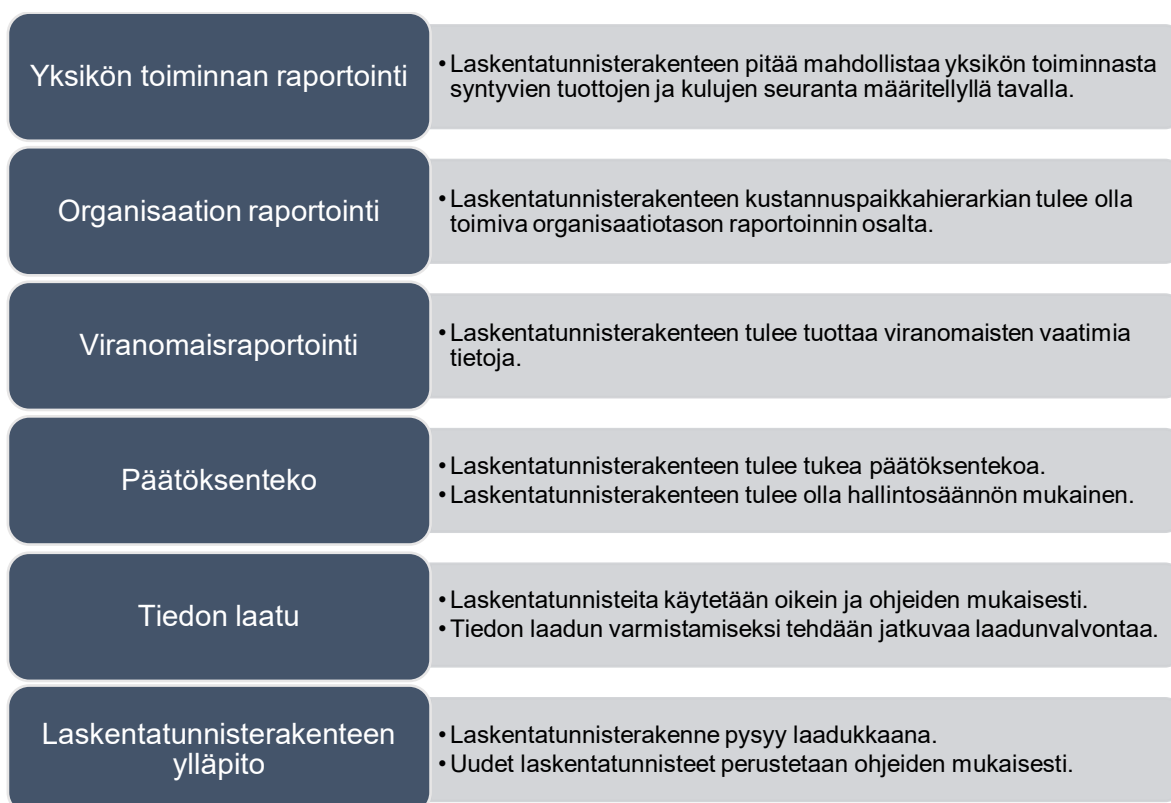 Yksikön toiminnan raportointi
• Laskentatunnisterakenteen pitää mahdollistaa yksikön toiminnasta
syntyvien tuottojen ja kulujen seuranta määritellyllä tavalla.
Organisaation raportointi
• Laskentatunnisterakenteen kustannuspaikkahierarkian tulee olla
toimiva organisaatiotason raportoinnin osalta.
Viranomaisraportointi
• Laskentatunnisterakenteen tulee tuottaa viranomaisten vaatimia
tietoja.
Päätöksenteko
• Laskentatunnisterakenteen tulee tukea päätöksentekoa.
• Laskentatunnisterakenteen tulee olla hallintosäännön mukainen.
Tiedon laatu
• Laskentatunnisteita käytetään oikein ja ohjeiden mukaisesti.
• Tiedon laadun varmistamiseksi tehdään jatkuvaa laadunvalvontaa.
Laskentatunnisterakenteen
ylläpito
• Laskentatunnisterakenne pysyy laadukkaana.
• Uudet laskentatunnisteet perustetaan ohjeiden mukaisesti.